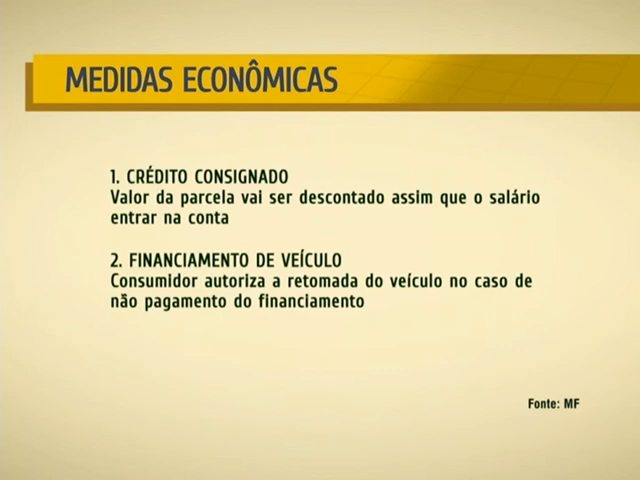 MEDIDAS ECONÔMICAS
1. CRÉDITO CONSIGNADO
Valor da parcela vai ser descontado assim que o salário
entrar na conta
2. FINANCIAMENTO DE VEÍCULO
Consumidor autoriza a retomada do veículo no caso de
não pagamento do financiamento
Fonte: MF